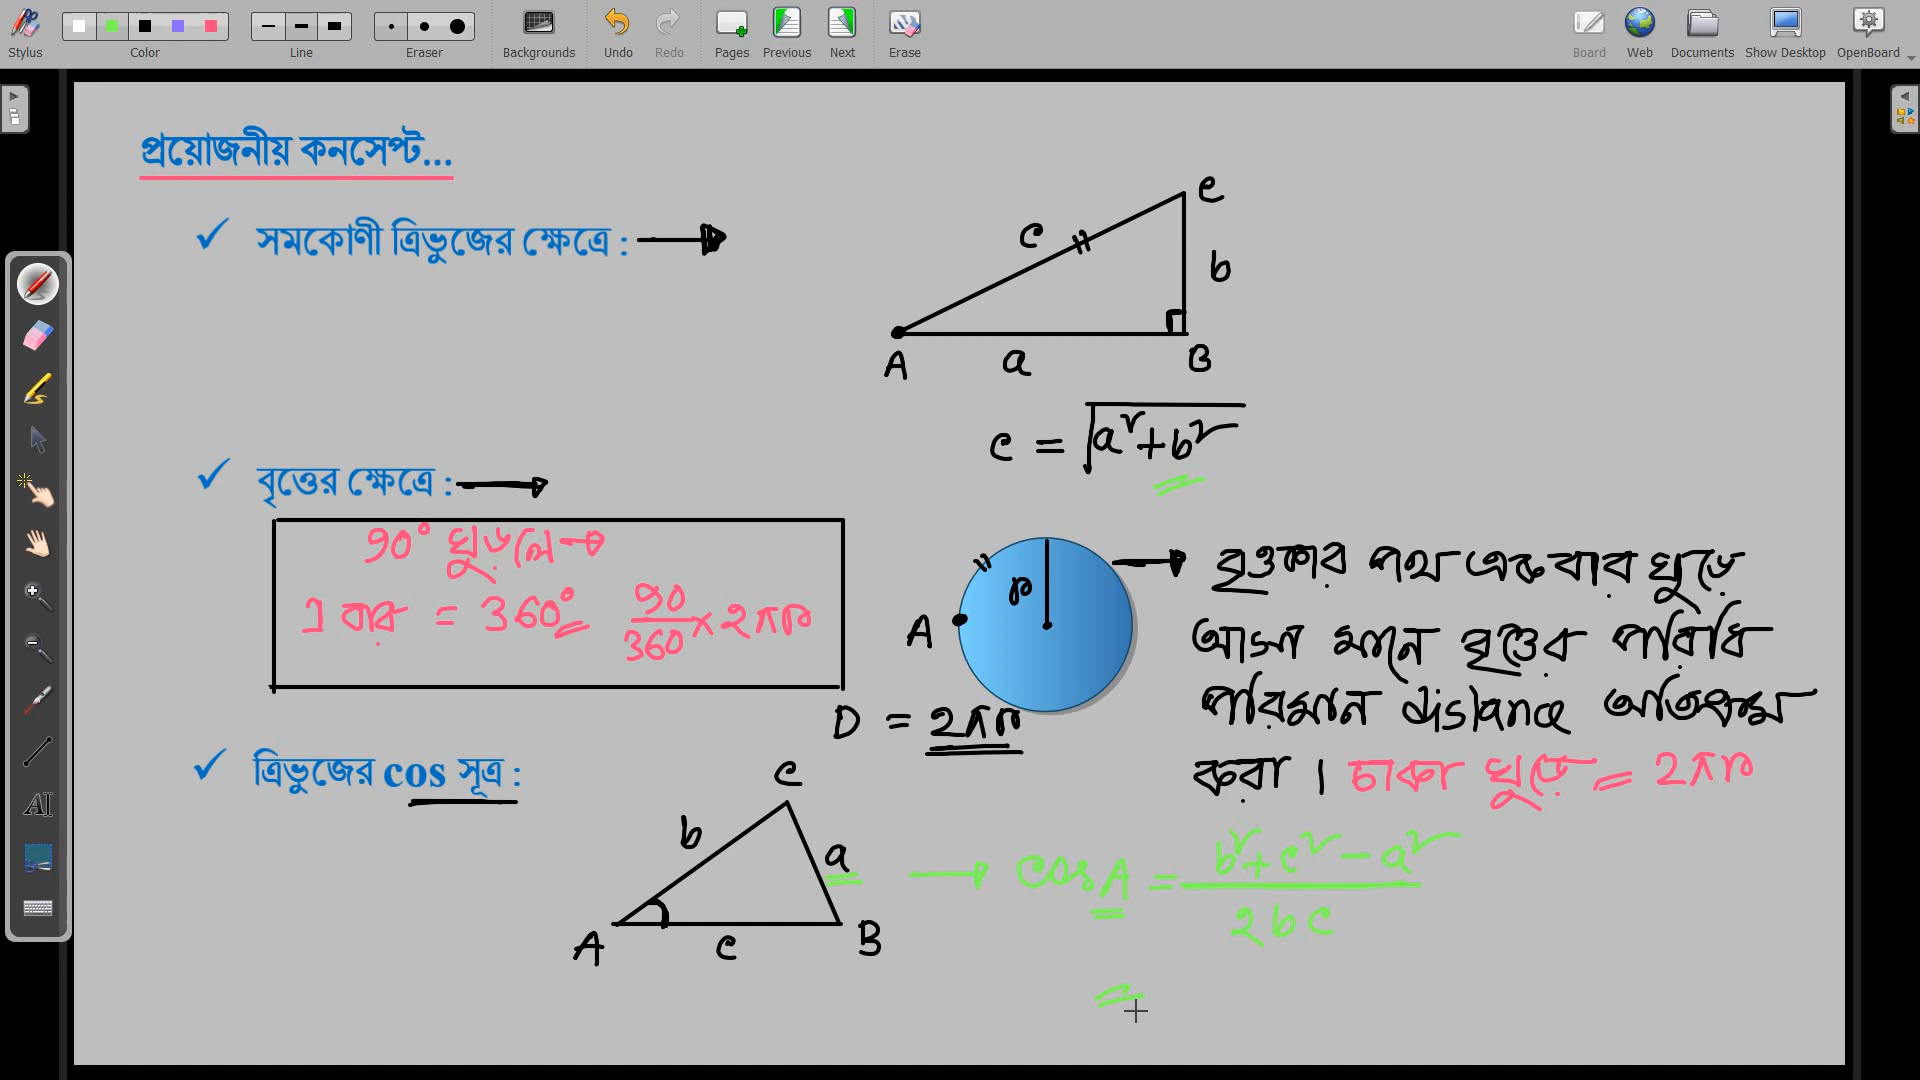 Stylus
Color
Line
Eraser
Backgrounds
Undo
Redo
Pages
Previous
Next
Erase
Board
Web
Documents
Show Desktop
OpenBoard
প্রয়োজনীয় কনসেপ্ট...
✓ সমকোণী ত্রিভুজের ক্ষেত্রে : →
C
c
b
A
a
B
c = √(a² + b²)
✓ বৃত্তের ক্ষেত্রে : →
90° ঘুড়লে →
1 বার = 360° 90/360 × 2πr
A
r
D = 2πr
→ বৃত্তাকার পথ একবার ঘুড়ে
আসা মানে বৃত্তের পরিধি
পরিমান distance অতিক্রম
করা । চাকা ঘুড়ে = 2πr
✓ ত্রিভুজের cos সূত্র :
C
b
a
A
c
B
→ cosA = (b² + c² - a²) / 2bc